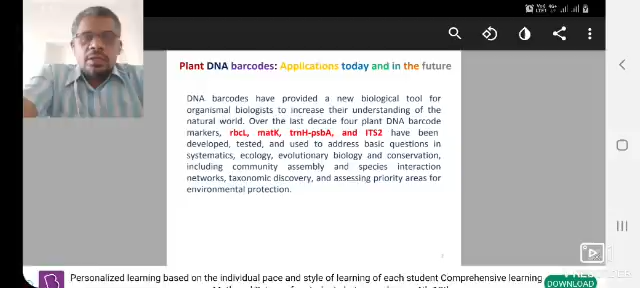 Plant DNA barcodes: Applications today and in the future
DNA barcodes have provided a new biological tool for
organismal biologists to increase their understanding of the
natural world. Over the last decade four plant DNA barcode
markers, rbcL, matK, trnH-psbA, and ITS2 have been
developed, tested, and used to address basic questions in
systematics, ecology, evolutionary biology and conservation,
including community assembly and species interaction
networks, taxonomic discovery, and assessing priority areas for
environmental protection.
Personalized learning based on the individual pace and style of learning of each student Comprehensive learning
DOWNLOAD